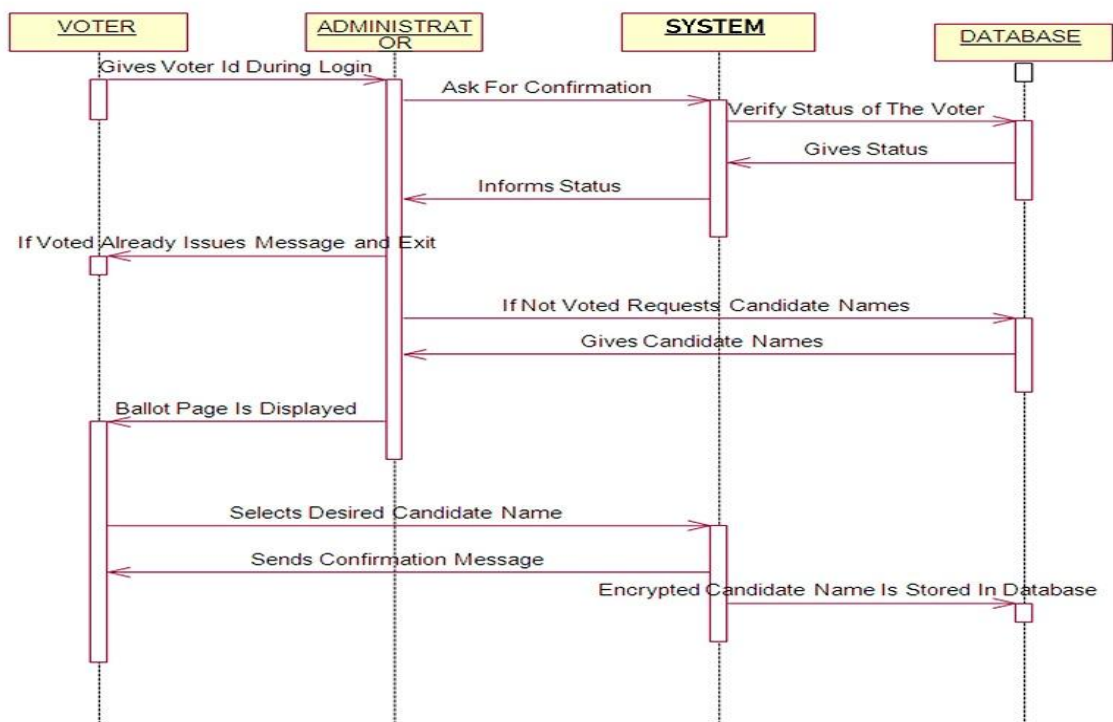 VOTER
ADMINISTRAT
OR
SYSTEM
DATABASE
Gives Voter Id During Login
Ask For Confirmation
Verify Status of The Voter
Gives Status
Informs Status
If Voted Already Issues Message and Exit
If Not Voted Requests Candidate Names
Gives Candidate Names
Ballot Page Is Displayed
Selects Desired Candidate Name
Sends Confirmation Message
Encrypted Candidate Name Is Stored In Database